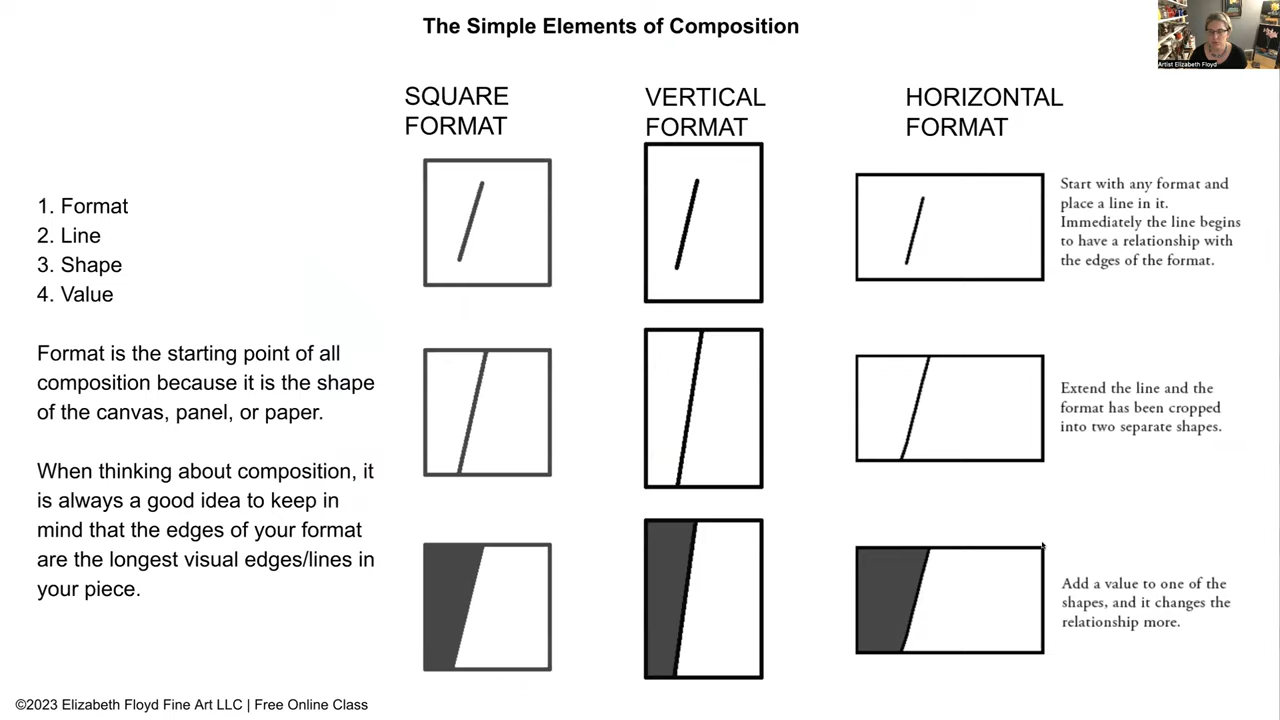 The Simple Elements of Composition
Artist Elizabeth Floyd
SQUARE
FORMAT
VERTICAL
FORMAT
HORIZONTAL
FORMAT
1. Format
2. Line
3. Shape
4. Value
Format is the starting point of all
composition because it is the shape
of the canvas, panel, or paper.
When thinking about composition, it
is always a good idea to keep in
mind that the edges of your format
are the longest visual edges/lines in
your piece.
Start with any format and
place a line in it.
Immediately the line begins
to have a relationship with
the edges of the format.
Extend the line and the
format has been cropped
into two separate shapes.
Add a value to one of the
shapes, and it changes the
relationship more.
©2023 Elizabeth Floyd Fine Art LLC | Free Online Class